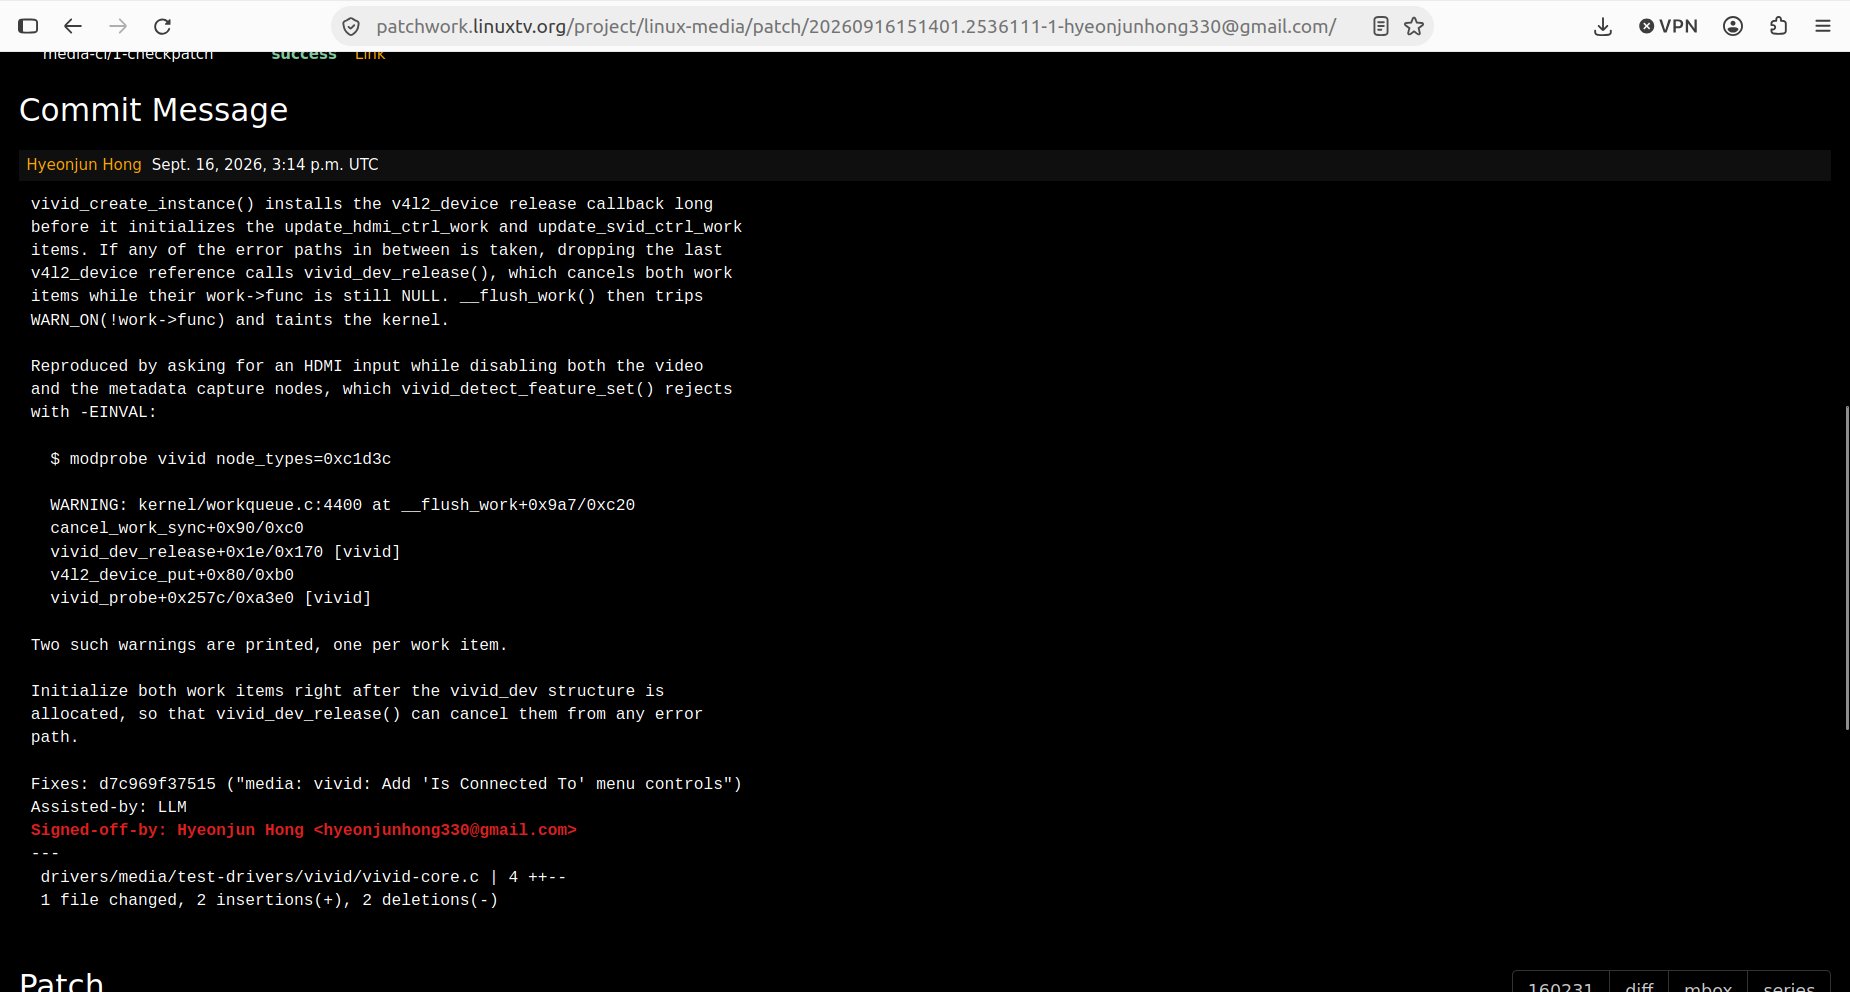 patchwork.linuxtv.org/project/linux-media/patch/20260916151401.2536111-1-hyeonjunhong330@gmail.com/
VPN
media-ci/1-checkpatch success Link
Commit Message
Hyeonjun Hong Sept. 16, 2026, 3:14 p.m. UTC
vivid_create_instance() installs the v4l2_device release callback long
before it initializes the update_hdmi_ctrl_work and update_svid_ctrl_work
items. If any of the error paths in between is taken, dropping the last
v4l2_device reference calls vivid_dev_release(), which cancels both work
items while their work->func is still NULL. __flush_work() then trips
WARN_ON(!work->func) and taints the kernel.
Reproduced by asking for an HDMI input while disabling both the video
and the metadata capture nodes, which vivid_detect_feature_set() rejects
with -EINVAL:
$ modprobe vivid node_types=0xc1d3c
WARNING: kernel/workqueue.c:4400 at __flush_work+0x9a7/0xc20
cancel_work_sync+0x90/0xc0
vivid_dev_release+0x1e/0x170 [vivid]
v4l2_device_put+0x80/0xb0
vivid_probe+0x257c/0xa3e0 [vivid]
Two such warnings are printed, one per work item.
Initialize both work items right after the vivid_dev structure is
allocated, so that vivid_dev_release() can cancel them from any error
path.
Fixes: d7c969f37515 ("media: vivid: Add 'Is Connected To' menu controls")
Assisted-by: LLM
Signed-off-by: Hyeonjun Hong <hyeonjunhong330@gmail.com>
---
drivers/media/test-drivers/vivid/vivid-core.c | 4 ++--
1 file changed, 2 insertions(+), 2 deletions(-)
Patch
160231 diff mbox series